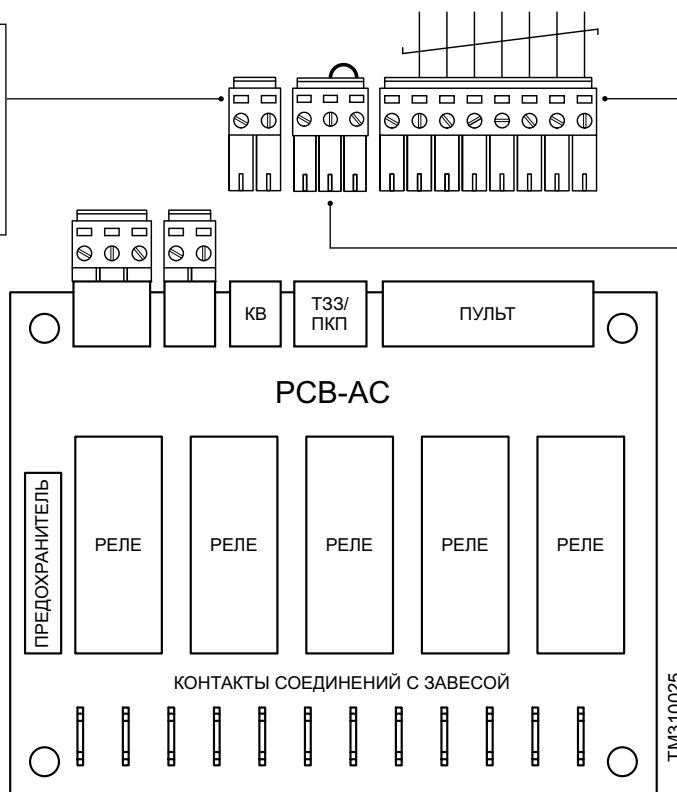 КВ
ТЗЗ/
ПКП
ПУЛЬТ
PCB-AC
ПРЕДОХРАНИТЕЛЬ
РЕЛЕ
РЕЛЕ
РЕЛЕ
РЕЛЕ
РЕЛЕ
КОНТАКТЫ СОЕДИНЕНИЙ С ЗАВЕСОЙ
TM310025